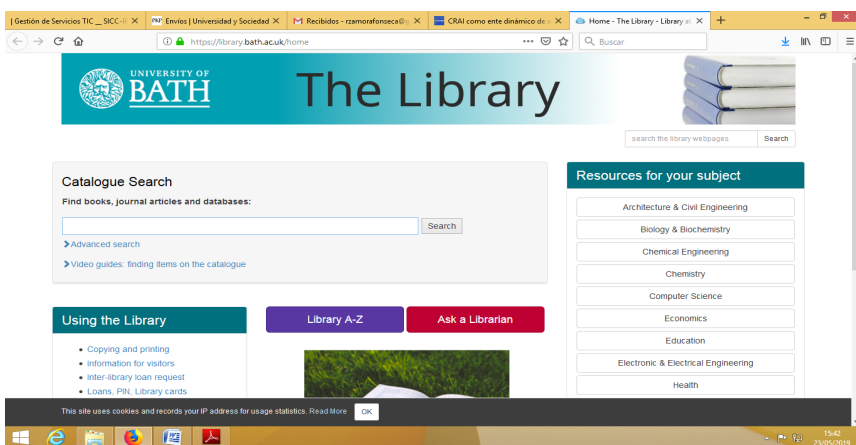 | Gestión de Servicios TIC __ SICC-I
Envíos | Universidad y Sociedad
Recibidos - rzamorafonseca@g
CRAI como ente dinámico de
Home - The Library - Library at
https://library.bath.ac.uk/home
Buscar
UNIVERSITY OF
BATH
The Library
search the library webpages
Search
Catalogue Search
Find books, journal articles and databases:
Search
Advanced search
Video guides: finding items on the catalogue
Resources for your subject
Architecture & Civil Engineering
Biology & Biochemistry
Chemical Engineering
Chemistry
Computer Science
Economics
Education
Electronic & Electrical Engineering
Health
Using the Library
Copying and printing
Information for visitors
Inter-library loan request
Loans, PIN, Library cards
Library A-Z
Ask a Librarian
This site uses cookies and records your IP address for usage statistics. Read More
OK
15:42
23/05/2019